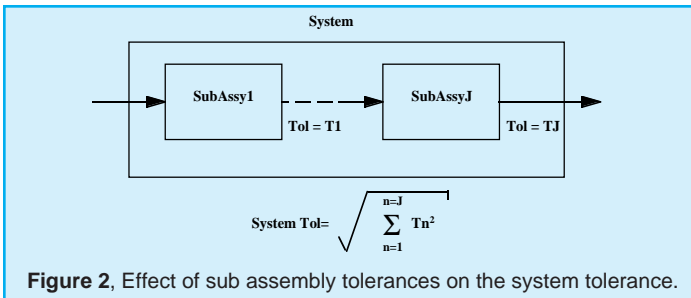 System
SubAssy1
SubAssyJ
Tol = T1
Tol = TJ
n=J
System Tol= √ Σ Tn²
n=1
Figure 2, Effect of sub assembly tolerances on the system tolerance.